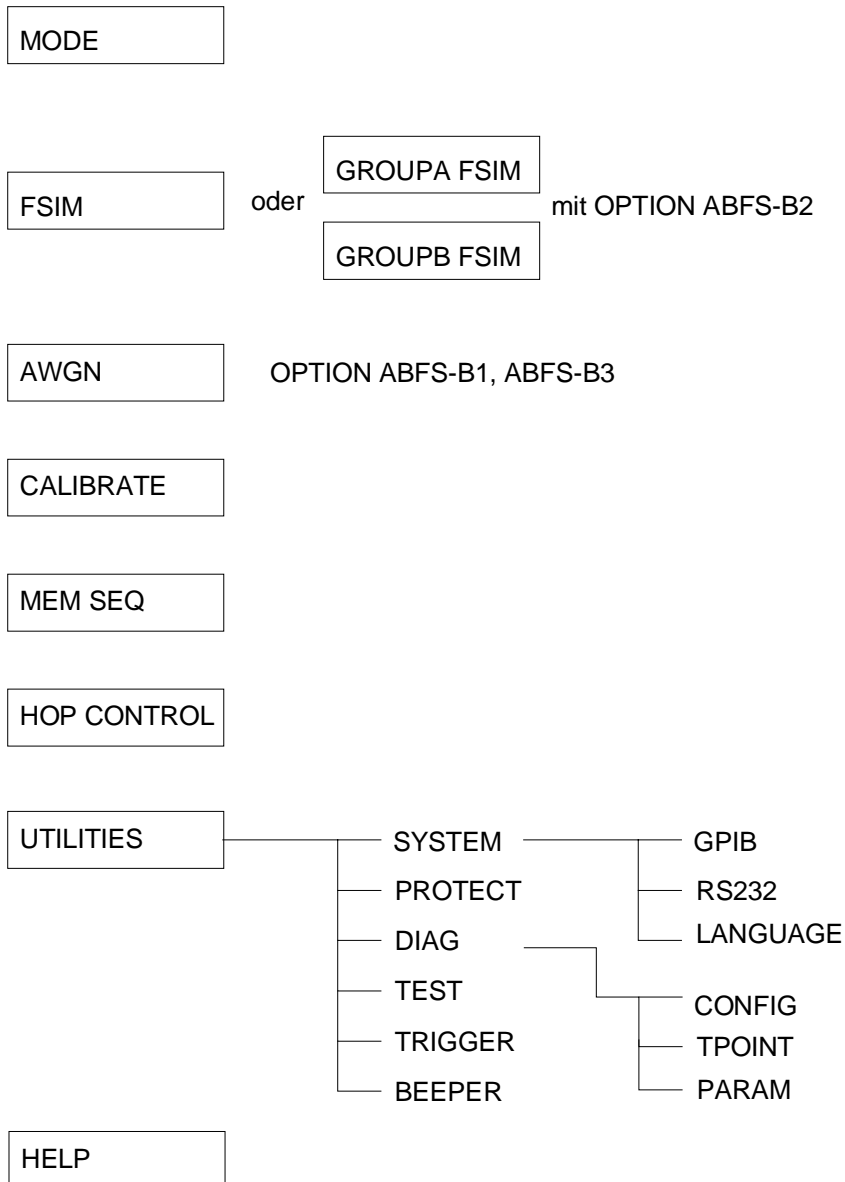 MODE
GROUPA FSIM
FSIM oder mit OPTION ABFS-B2
GROUPB FSIM
AWGN OPTION ABFS-B1, ABFS-B3
CALIBRATE
MEM SEQ
HOP CONTROL
UTILITIES SYSTEM GPIB
PROTECT RS232
DIAG LANGUAGE
TEST CONFIG
TRIGGER TPOINT
BEEPER PARAM
HELP